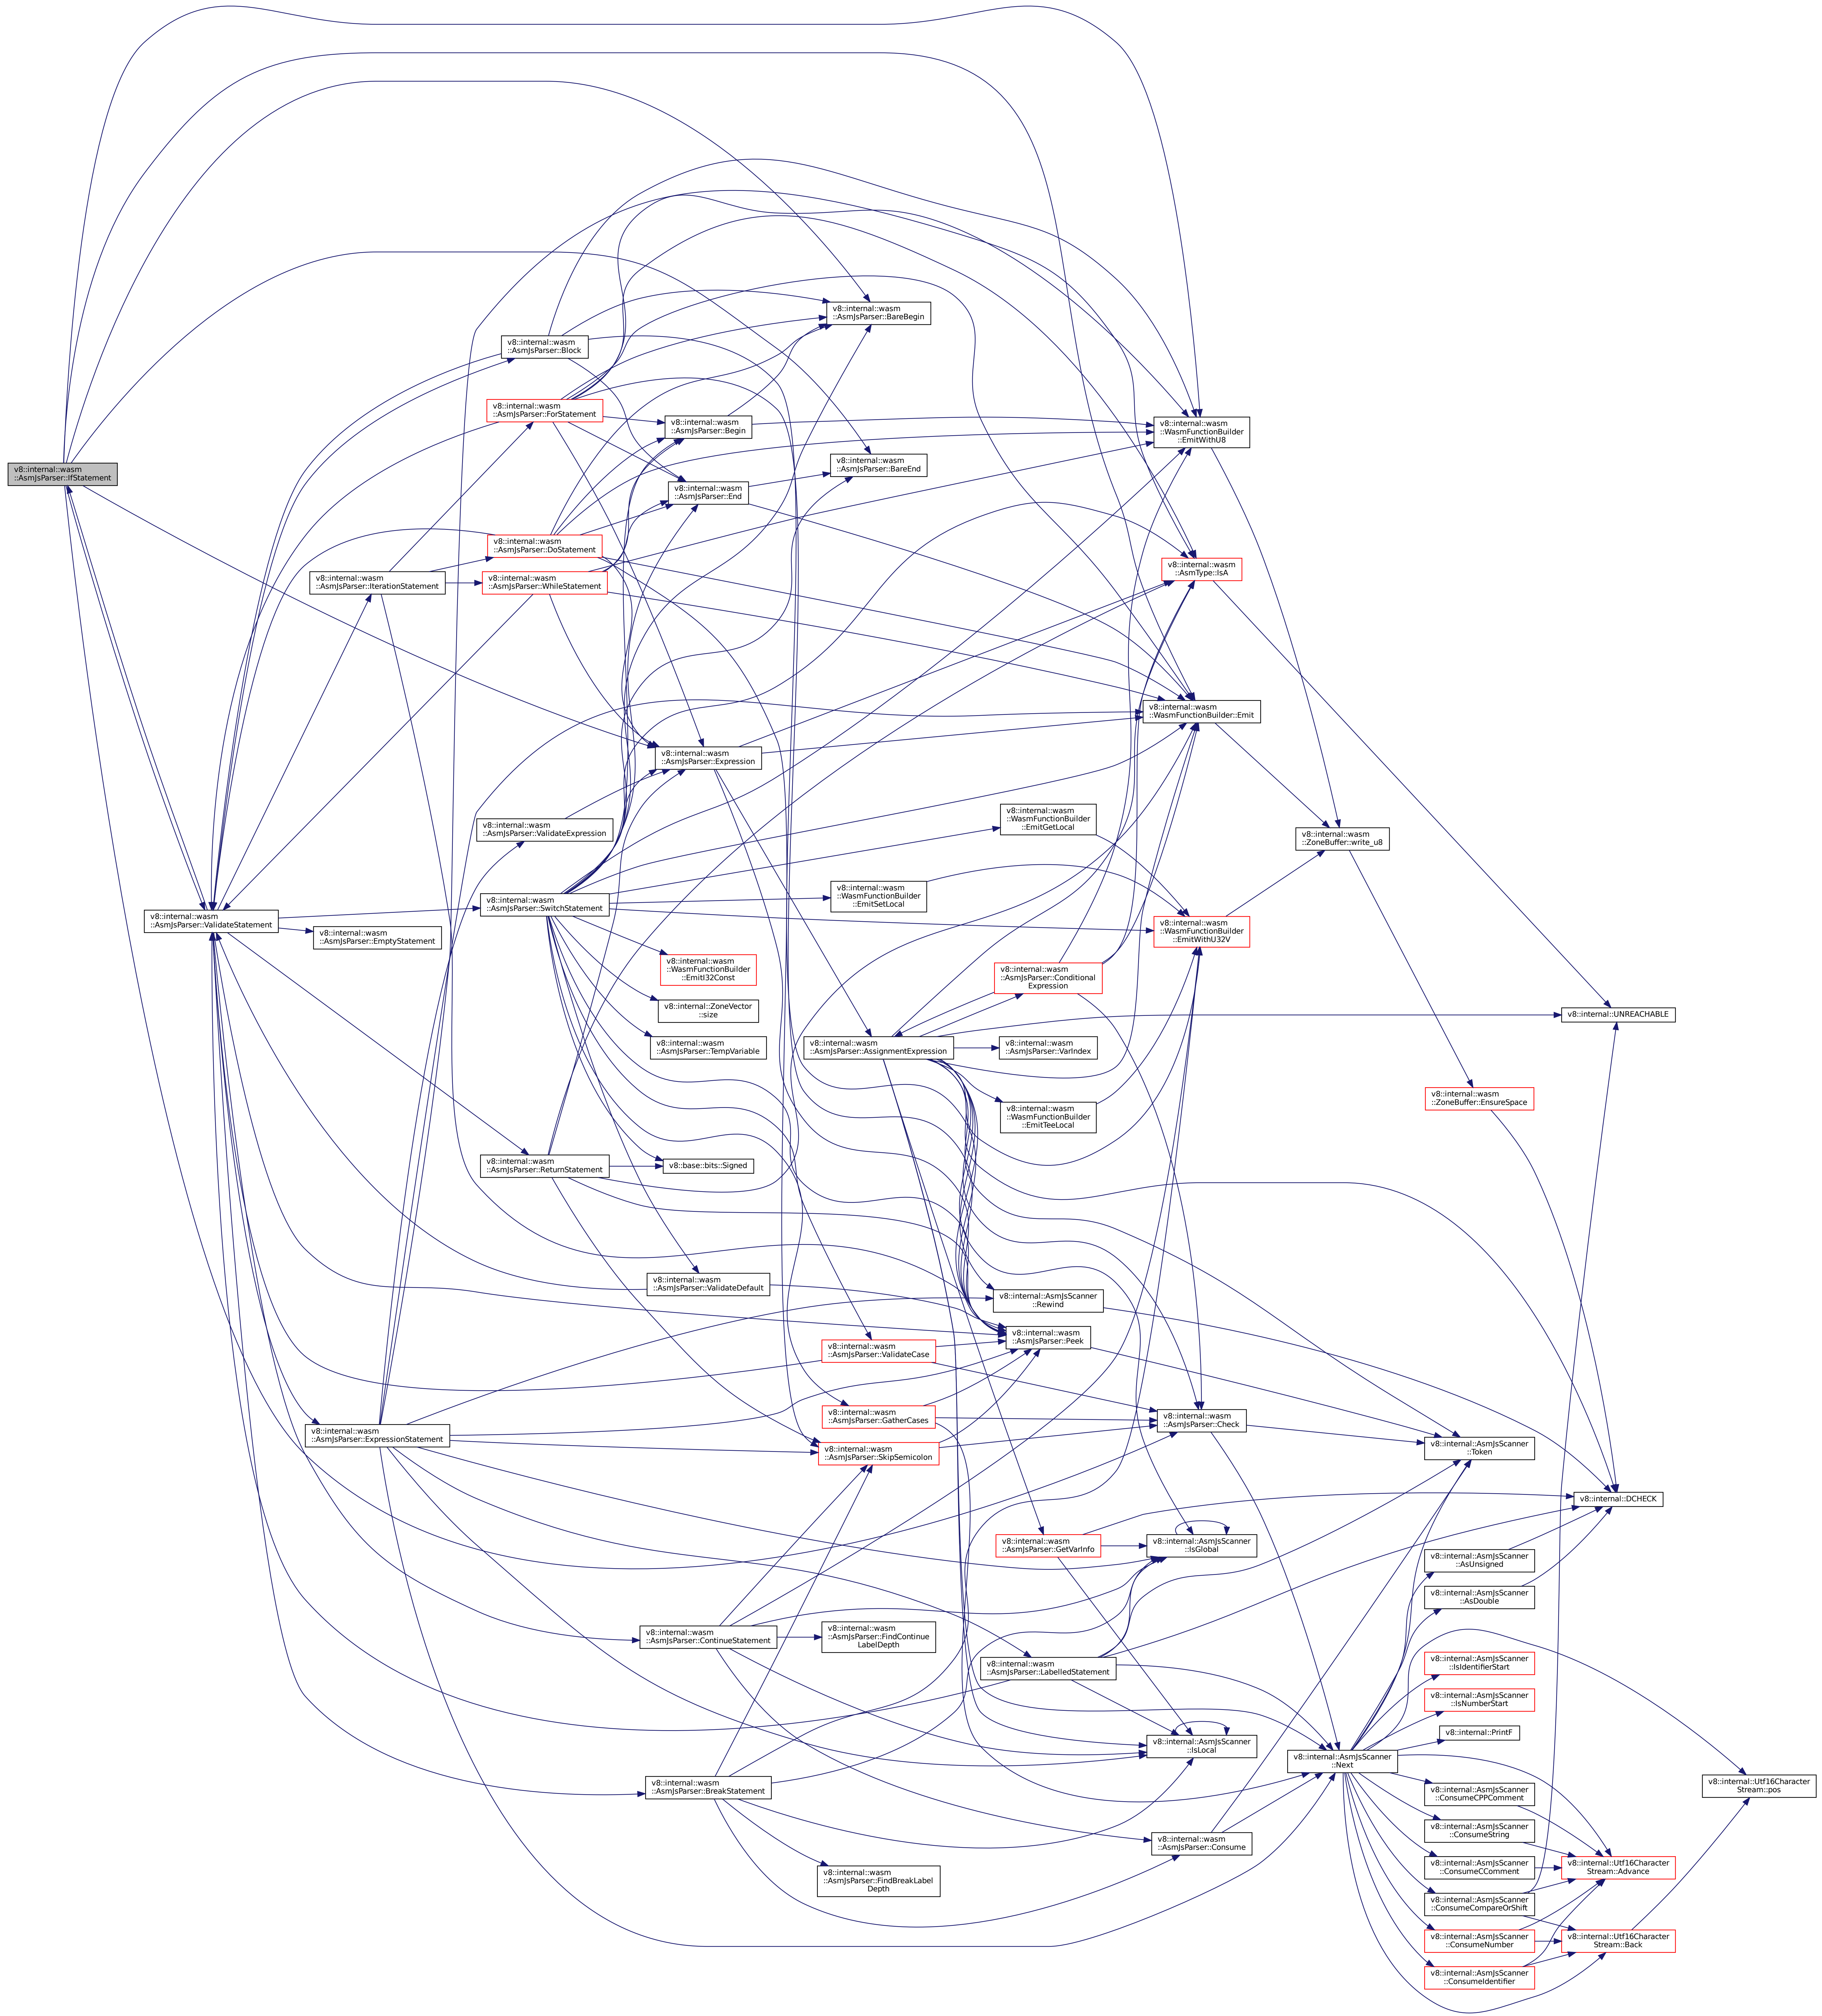 v8::internal::wasm
::AsmJsParser::IfStatement
v8::internal::wasm
::AsmJsParser::ValidateStatement
v8::internal::wasm
::AsmJsParser::IterationStatement
v8::internal::wasm
::AsmJsParser::EmptyStatement
v8::internal::wasm
::AsmJsParser::ExpressionStatement
v8::internal::wasm
::AsmJsParser::Block
v8::internal::wasm
::AsmJsParser::ForStatement
v8::internal::wasm
::AsmJsParser::DoStatement
v8::internal::wasm
::AsmJsParser::WhileStatement
v8::internal::wasm
::AsmJsParser::ValidateExpression
v8::internal::wasm
::AsmJsParser::SwitchStatement
v8::internal::wasm
::AsmJsParser::ReturnStatement
v8::internal::wasm
::AsmJsParser::Begin
v8::internal::wasm
::AsmJsParser::End
v8::internal::wasm
::AsmJsParser::Expression
v8::internal::wasm
::WasmFunctionBuilder
::EmitI32Const
v8::internal::ZoneVector
::size
v8::internal::wasm
::AsmJsParser::TempVariable
v8::base::bits::Signed
v8::internal::wasm
::AsmJsParser::ValidateDefault
v8::internal::wasm
::AsmJsParser::ContinueStatement
v8::internal::wasm
::AsmJsParser::BreakStatement
v8::internal::wasm
::AsmJsParser::BareBegin
v8::internal::wasm
::AsmJsParser::BareEnd
v8::internal::wasm
::WasmFunctionBuilder
::EmitSetLocal
v8::internal::wasm
::AsmJsParser::AssignmentExpression
v8::internal::wasm
::AsmJsParser::ValidateCase
v8::internal::wasm
::AsmJsParser::GatherCases
v8::internal::wasm
::AsmJsParser::SkipSemicolon
v8::internal::wasm
::AsmJsParser::FindContinue
LabelDepth
v8::internal::wasm
::AsmJsParser::FindBreakLabel
Depth
v8::internal::wasm
::WasmFunctionBuilder
::EmitGetLocal
v8::internal::wasm
::AsmJsParser::Conditional
Expression
v8::internal::wasm
::AsmJsParser::VarIndex
v8::internal::wasm
::WasmFunctionBuilder
::EmitTeeLocal
v8::internal::AsmJsScanner
::Rewind
v8::internal::wasm
::AsmJsParser::Peek
v8::internal::wasm
::AsmJsParser::GetVarInfo
v8::internal::wasm
::AsmJsParser::LabelledStatement
v8::internal::wasm
::WasmFunctionBuilder
::EmitWithU8
v8::internal::wasm
::AsmType::IsA
v8::internal::wasm
::WasmFunctionBuilder::Emit
v8::internal::wasm
::WasmFunctionBuilder
::EmitWithU32V
v8::internal::wasm
::AsmJsParser::Check
v8::internal::AsmJsScanner
::IsGlobal
v8::internal::AsmJsScanner
::IsLocal
v8::internal::wasm
::AsmJsParser::Consume
v8::internal::wasm
::ZoneBuffer::write_u8
v8::internal::AsmJsScanner
::Next
v8::internal::wasm
::ZoneBuffer::EnsureSpace
v8::internal::AsmJsScanner
::Token
v8::internal::AsmJsScanner
::AsUnsigned
v8::internal::AsmJsScanner
::AsDouble
v8::internal::AsmJsScanner
::IsIdentifierStart
v8::internal::AsmJsScanner
::IsNumberStart
v8::internal::PrintF
v8::internal::AsmJsScanner
::ConsumeCPPComment
v8::internal::AsmJsScanner
::ConsumeString
v8::internal::AsmJsScanner
::ConsumeCComment
v8::internal::AsmJsScanner
::ConsumeCompareOrShift
v8::internal::AsmJsScanner
::ConsumeNumber
v8::internal::AsmJsScanner
::ConsumeIdentifier
v8::internal::UNREACHABLE
v8::internal::DCHECK
v8::internal::Utf16Character
Stream::Advance
v8::internal::Utf16Character
Stream::Back
v8::internal::Utf16Character
Stream::pos